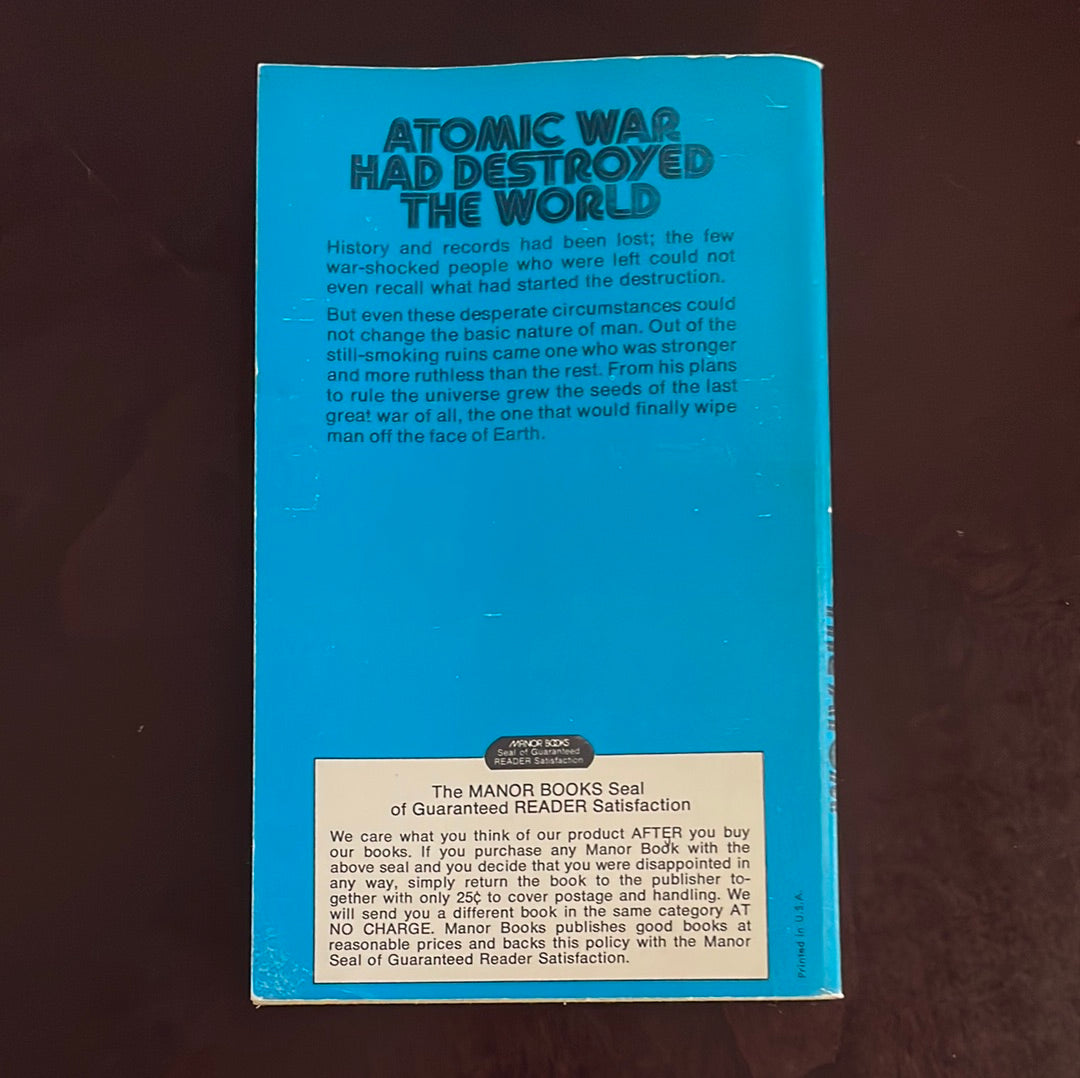 ATOMIC WAR
HAD DESTROYED
THE WORLD
History and records had been lost; the few
war-shocked people who were left could not
even recall what had started the destruction.
But even these desperate circumstances could
not change the basic nature of man. Out of the
still-smoking ruins came one who was stronger
and more ruthless than the rest. From his plans
to rule the universe grew the seeds of the last
great war of all, the one that would finally wipe
man off the face of Earth.
MANOR BOOKS
Seal of Guaranteed
READER Satisfaction
The MANOR BOOKS Seal
of Guaranteed READER Satisfaction
We care what you think of our product AFTER you buy
our books. If you purchase any Manor Book with the
above seal and you decide that you were disappointed in
any way, simply return the book to the publisher to-
gether with only 25¢ to cover postage and handling. We
will send you a different book in the same category AT
NO CHARGE. Manor Books publishes good books at
reasonable prices and backs this policy with the Manor
Seal of Guaranteed Reader Satisfaction.
Printed in U.S.A.